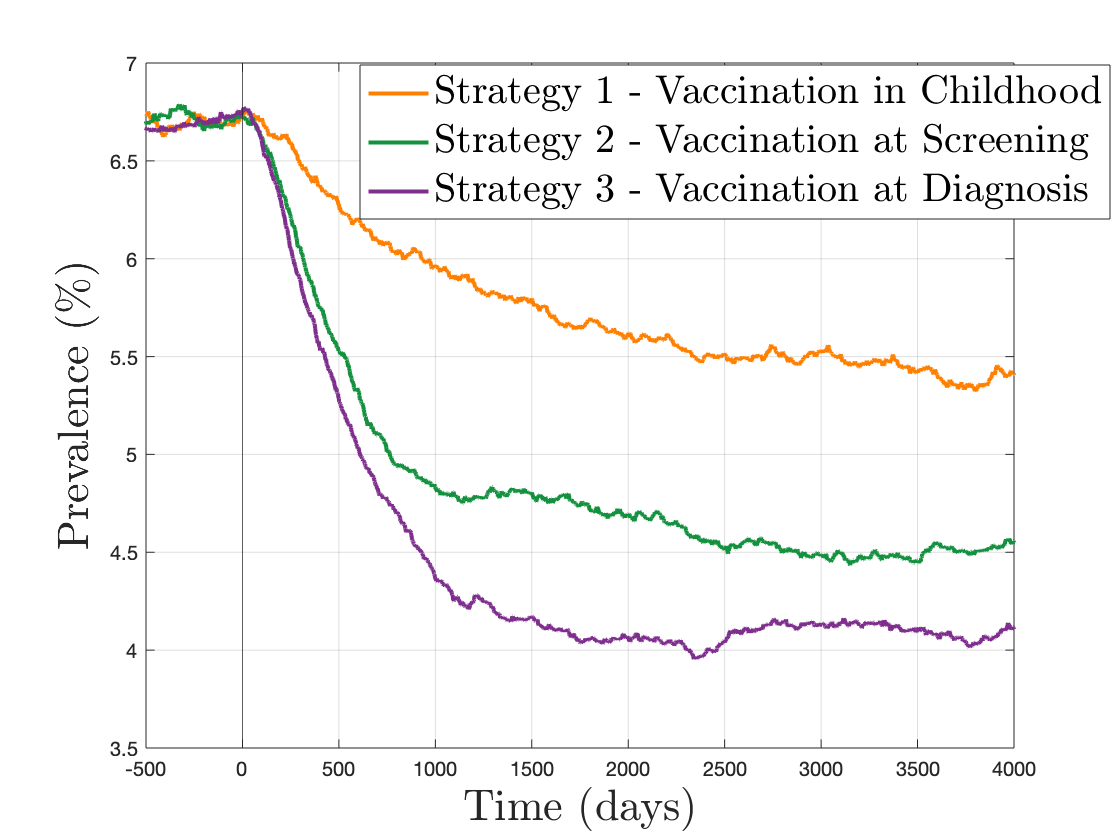 Strategy 1 - Vaccination in Childhood
Strategy 2 - Vaccination at Screening
Strategy 3 - Vaccination at Diagnosis
Prevalence (%)
7
6.5
6
5.5
5
4.5
4
3.5
-500 0 500 1000 1500 2000 2500 3000 3500 4000
Time (days)